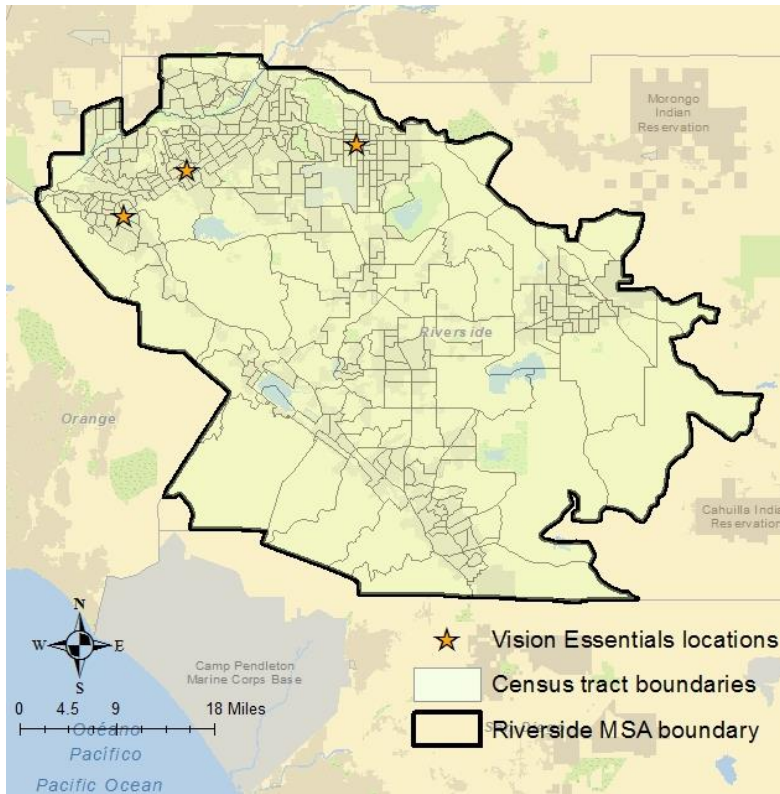 Morongo
Indian
Reservation
Riverside
Orange
Cahuilla India
Reservation
N
W E
S
Camp Pendleton
Marine Corps Base
0 4.5 9 18 Miles
Océano
Pacífico
Pacific Ocean
Vision Essentials locations
Census tract boundaries
Riverside MSA boundary